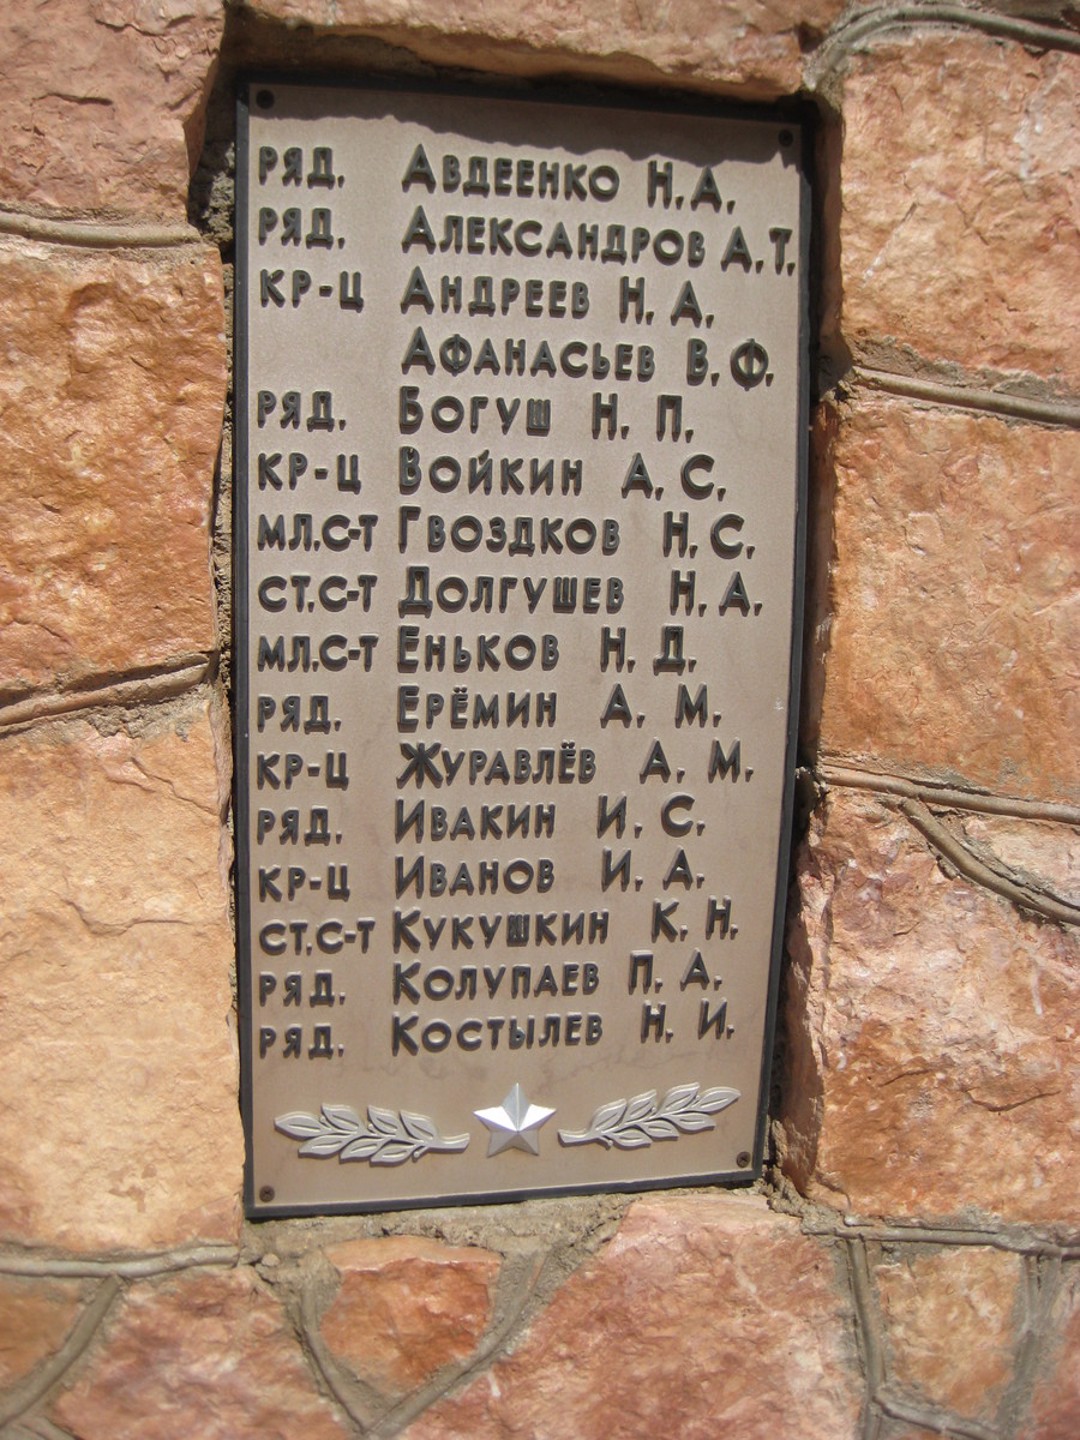 РЯД. АВДЕЕНКО Н.А.
РЯД. АЛЕКСАНДРОВ А.Т.
КР-Ц АНДРЕЕВ Н.А.
АФАНАСЬЕВ В.Ф.
РЯД. БОГУШ Н.П.
КР-Ц ВОЙКИН А.С.
МЛ.С-Т ГВОЗДКОВ Н.С.
СТ.С-Т ДОЛГУШЕВ Н.А.
МЛ.С-Т ЕНЬКОВ Н.Д.
РЯД. ЕРЁМИН А.М.
КР-Ц ЖУРАВЛЁВ А.М.
РЯД. ИВАКИН И.С.
КР-Ц ИВАНОВ И.А.
СТ.С-Т КУКУШКИН К.Н.
РЯД. КОЛУПАЕВ П.А.
РЯД. КОСТЫЛЕВ Н.И.